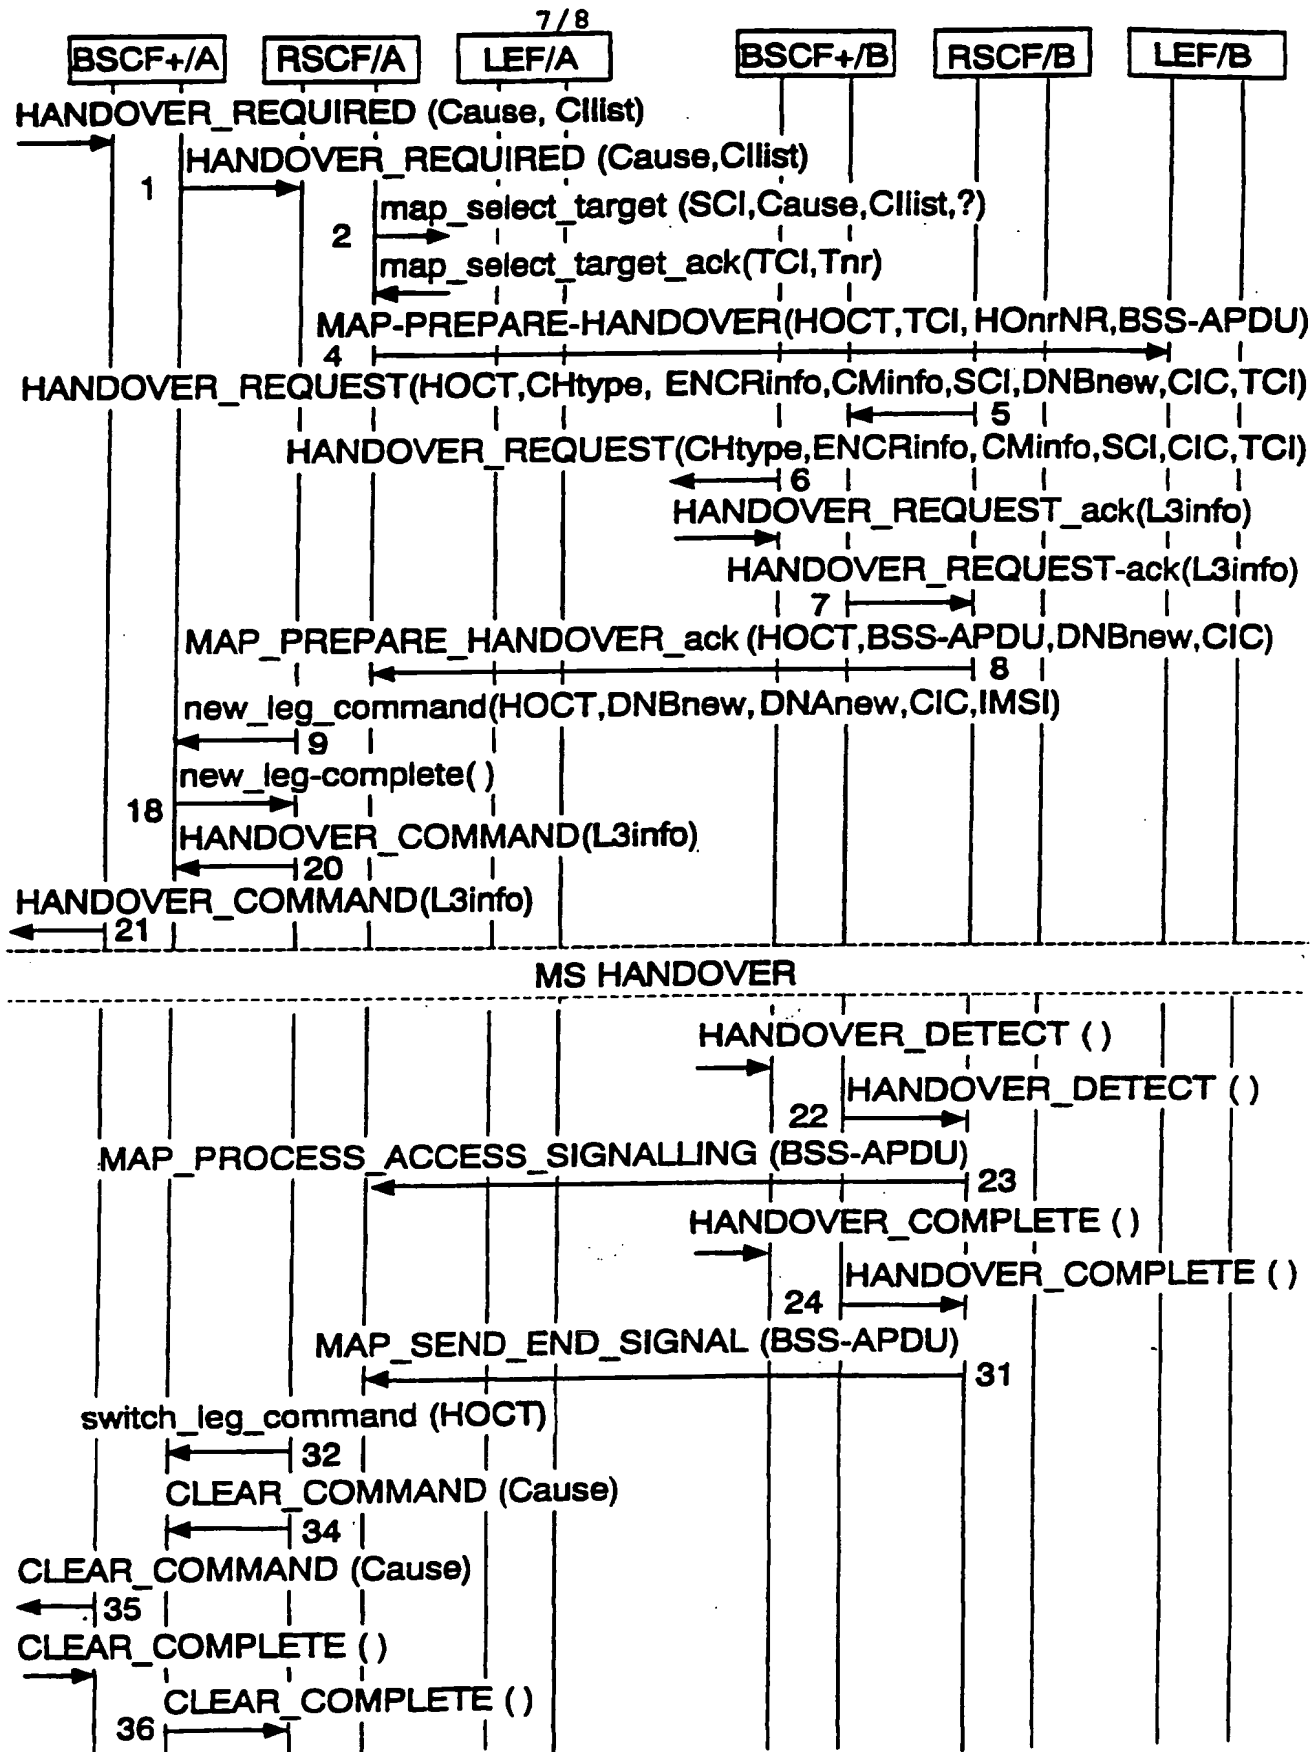 7/8
BSCF+/A RSCF/A LEF/A BSCF+/B RSCF/B LEF/B
HANDOVER_REQUIRED (Cause, CIlist)
HANDOVER_REQUIRED (Cause,CIlist)
1
map_select_target (SCI,Cause,CIlist,?)
2
map_select_target_ack(TCI,Tnr)
MAP-PREPARE-HANDOVER(HOCT,TCI,HOnrNR,BSS-APDU)
4
HANDOVER_REQUEST(HOCT,CHtype, ENCRinfo,CMinfo,SCI,DNBnew,CIC,TCI)
5
HANDOVER_REQUEST(CHtype,ENCRinfo,CMinfo,SCI,CIC,TCI)
6
HANDOVER_REQUEST_ack(L3info)
HANDOVER_REQUEST-ack(L3info)
7
MAP_PREPARE_HANDOVER_ack (HOCT,BSS-APDU,DNBnew,CIC)
8
new_leg_command(HOCT,DNBnew,DNAnew,CIC,IMSI)
9
new_leg-complete( )
18
HANDOVER_COMMAND(L3info)
20
HANDOVER_COMMAND(L3info)
21
MS HANDOVER
HANDOVER_DETECT ( )
HANDOVER_DETECT ( )
22
MAP_PROCESS_ACCESS_SIGNALLING (BSS-APDU)
23
HANDOVER_COMPLETE ( )
HANDOVER_COMPLETE ( )
24
MAP_SEND_END_SIGNAL (BSS-APDU)
31
switch_leg_command (HOCT)
32
CLEAR_COMMAND (Cause)
34
CLEAR_COMMAND (Cause)
35
CLEAR_COMPLETE ( )
CLEAR_COMPLETE ( )
36